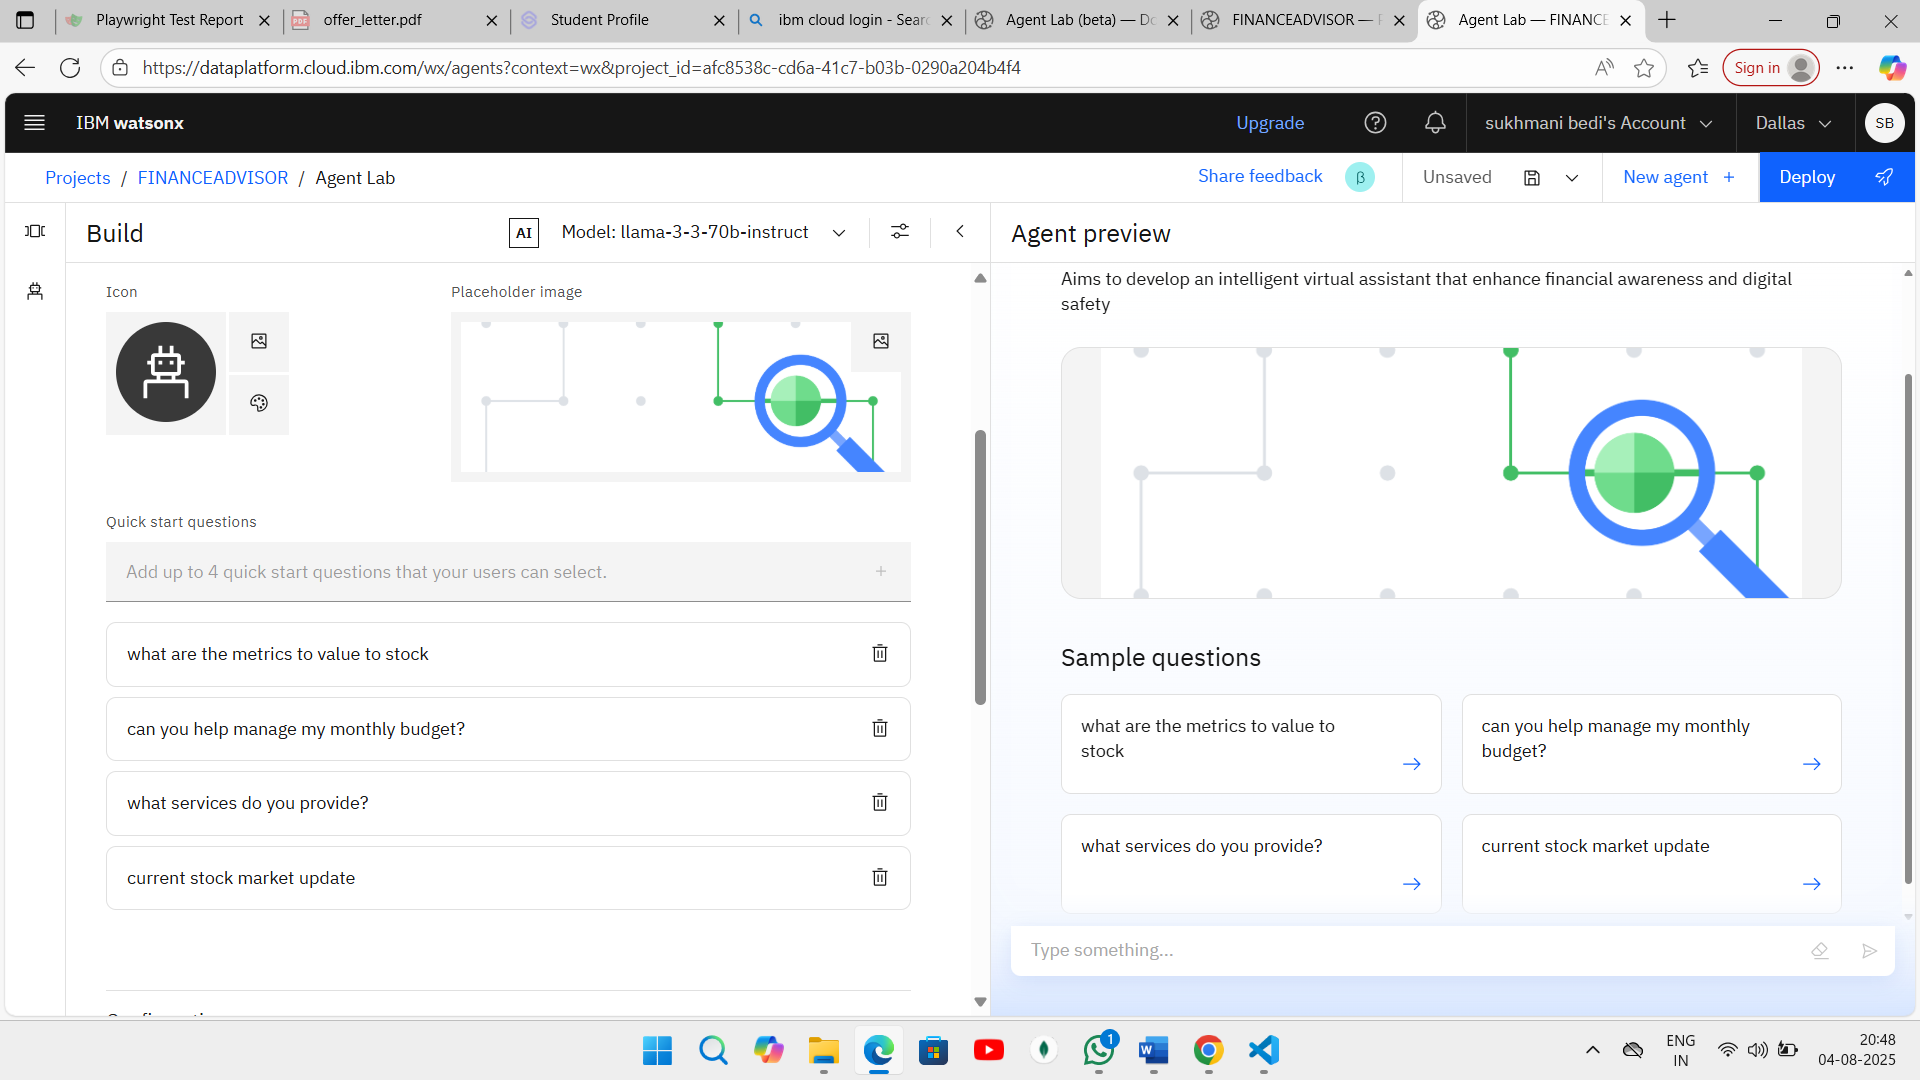 Playwright Test Report
offer_letter.pdf
Student Profile
ibm cloud login - Sear
Agent Lab (beta) — Do
FINANCEADVISOR —
Agent Lab — FINANCE
https://dataplatform.cloud.ibm.com/wx/agents?context=wx&project_id=afc8538c-cd6a-41c7-b03b-0290a204b4f4
Sign in
IBM watsonx
Upgrade
sukhmani bedi's Account
Dallas
SB
Projects / FINANCEADVISOR / Agent Lab
Share feedback
β
Unsaved
New agent +
Deploy
Build
AI
Model: llama-3-3-70b-instruct
Icon
Placeholder image
Quick start questions
Add up to 4 quick start questions that your users can select.
what are the metrics to value to stock
can you help manage my monthly budget?
what services do you provide?
current stock market update
Agent preview
Aims to develop an intelligent virtual assistant that enhance financial awareness and digital
safety
Sample questions
what are the metrics to value to
stock
can you help manage my monthly
budget?
what services do you provide?
current stock market update
Type something...
1
ENG
IN
20:48
04-08-2025